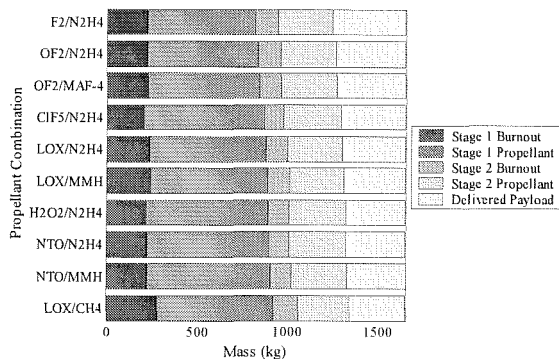 Propellant Combination
F2/N2H4
OF2/N2H4
OF2/MAF-4
ClF5/N2H4
LOX/N2H4
LOX/MMH
H2O2/N2H4
NTO/N2H4
NTO/MMH
LOX/CH4
0 500 1000 1500
Mass (kg)
Stage 1 Burnout
Stage 1 Propellant
Stage 2 Burnout
Stage 2 Propellant
Delivered Payload